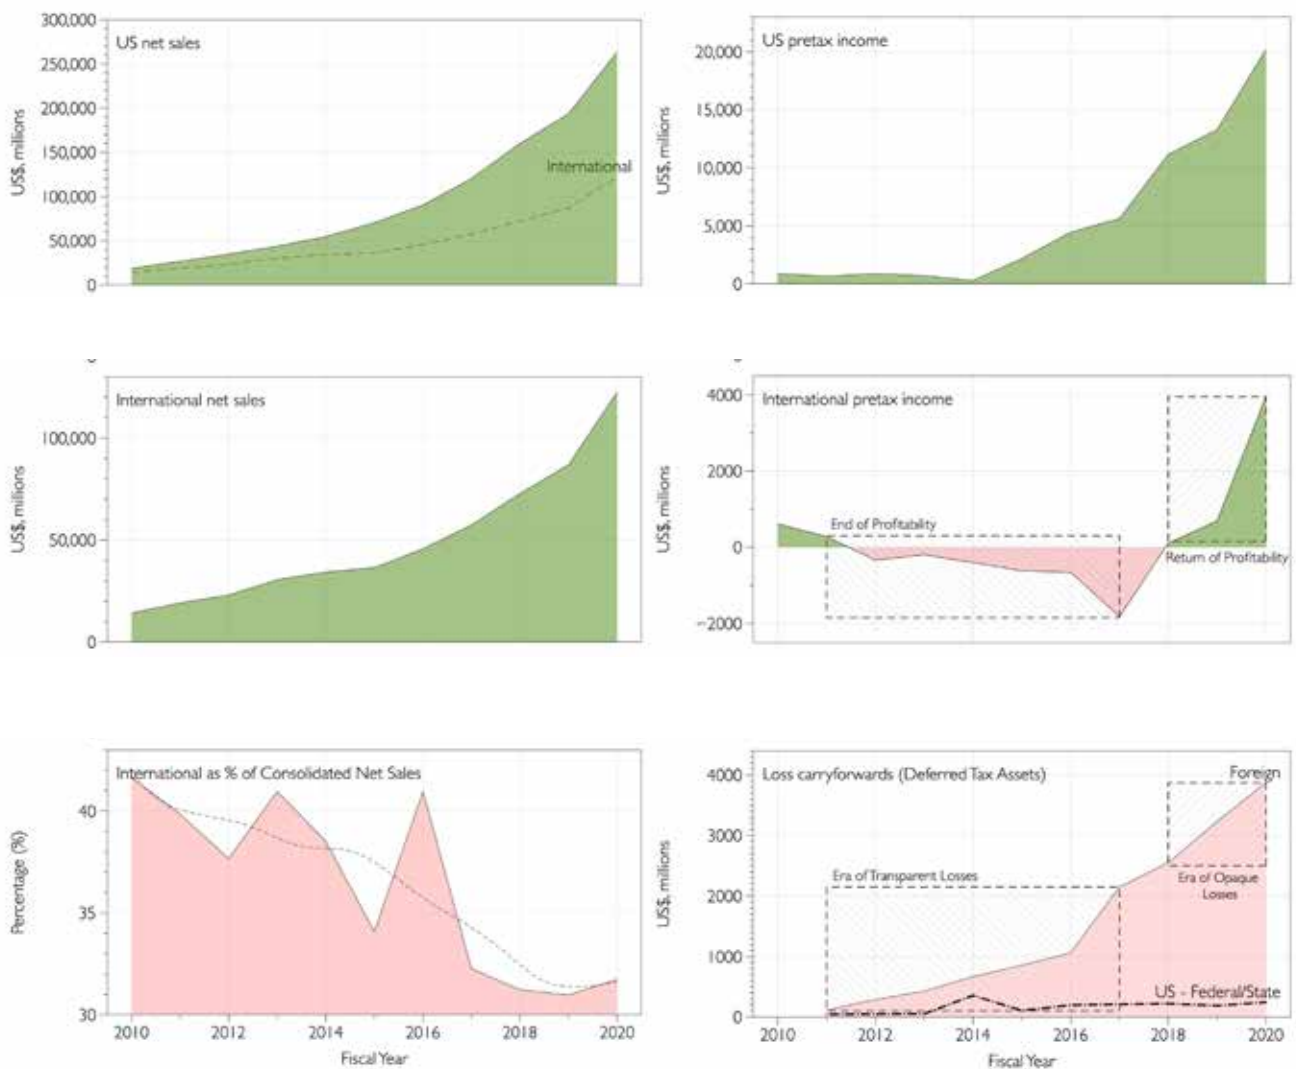 US net sales
US$, millions
300,000
250,000
200,000
150,000
100,000
50,000
0
International
US pretax income
US$, millions
20,000
15,000
10,000
5,000
0
International net sales
US$, millions
100,000
50,000
0
International pretax income
US$, millions
4000
2000
0
−2000
End of Profitability
Return of Profitability
International as % of Consolidated Net Sales
Percentage (%)
40
35
30
2010 2012 2014 2016 2018 2020
Fiscal Year
Loss carryforwards (Deferred Tax Assets)
US$, millions
4000
3000
2000
1000
0
Foreign
Era of Transparent Losses
Era of Opaque
Losses
US - Federal/State
2010 2012 2014 2016 2018 2020
Fiscal Year